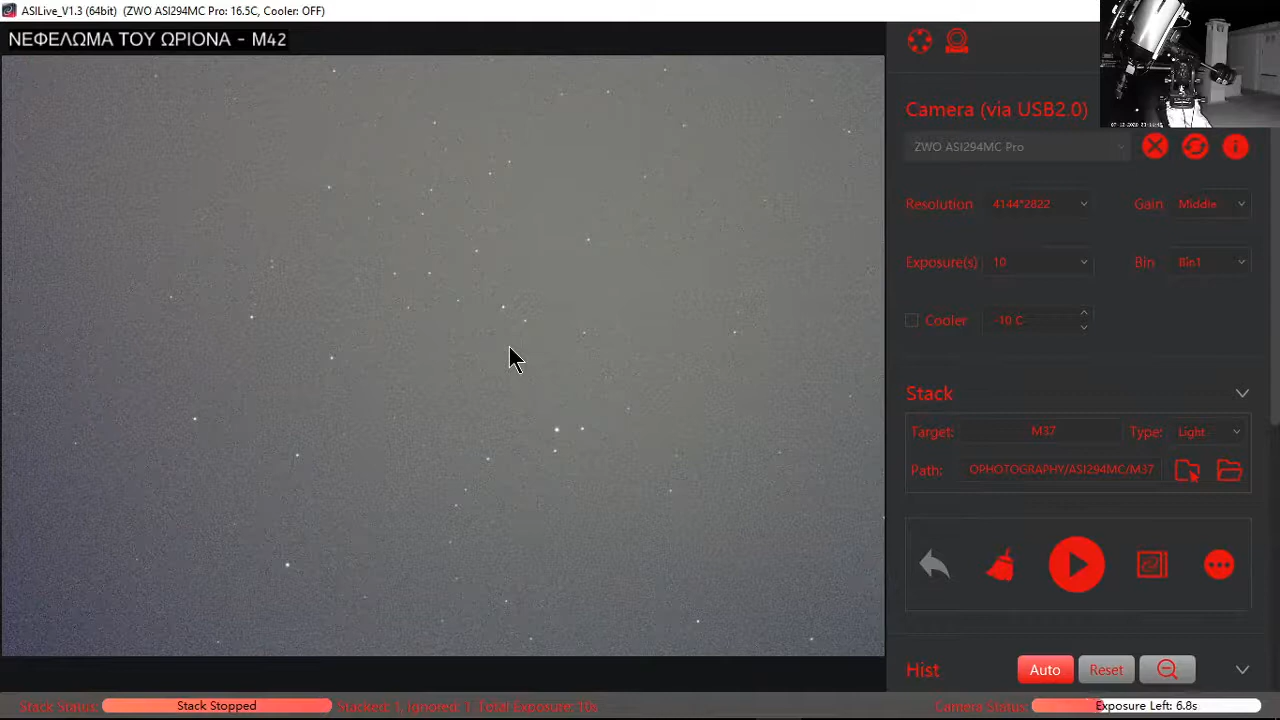 ASILive_V1.3 (64bit) (ZWO ASI294MC Pro: 16.5C, Cooler: OFF)
ΝΕΦΕΛΩΜΑ ΤΟΥ ΩΡΙΟΝΑ - M42
Camera (via USB2.0)
ZWO ASI294MC Pro
Resolution 4144*2822 Gain Middle
Exposure(s) 10 Bin Bin1
Cooler -10 C
Stack
Target: M37 Type: Light
Path: OPHOTOGRAPHY/ASI294MC/M37
Hist Auto Reset
Stack Status: Stack Stopped Stacked: 1, Ignored: 1, Total Exposure: 10s Camera Status: Exposure Left: 6.8s